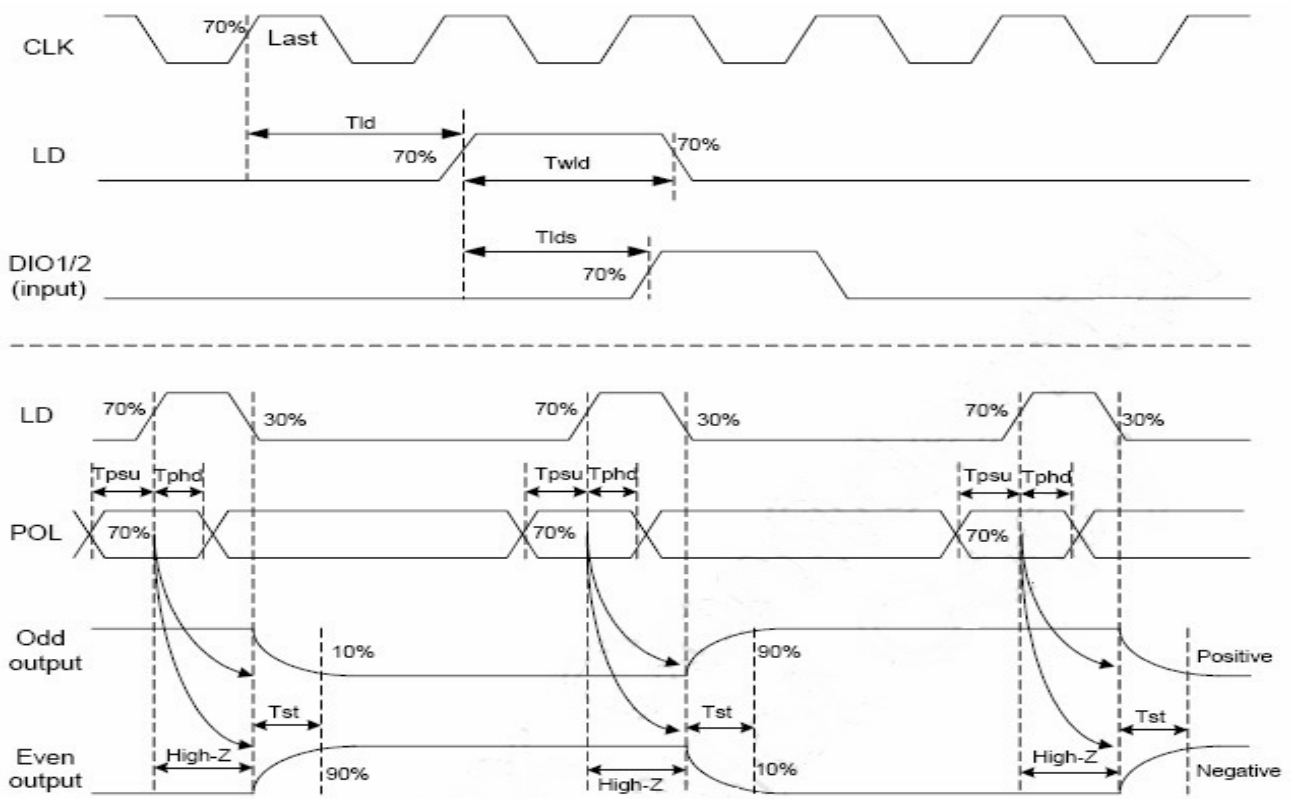 CLK
70%
Last
LD
Tld
70%
70%
Twld
DIO1/2
(input)
Tlds
70%
LD
70%
30%
70%
30%
70%
30%
Tpsu
Tphd
Tpsu
Tphd
Tpsu
Tphd
POL
70%
70%
70%
Odd
output
10%
90%
Positive
Tst
Tst
Tst
Even
output
High-Z
90%
High-Z
10%
High-Z
Negative